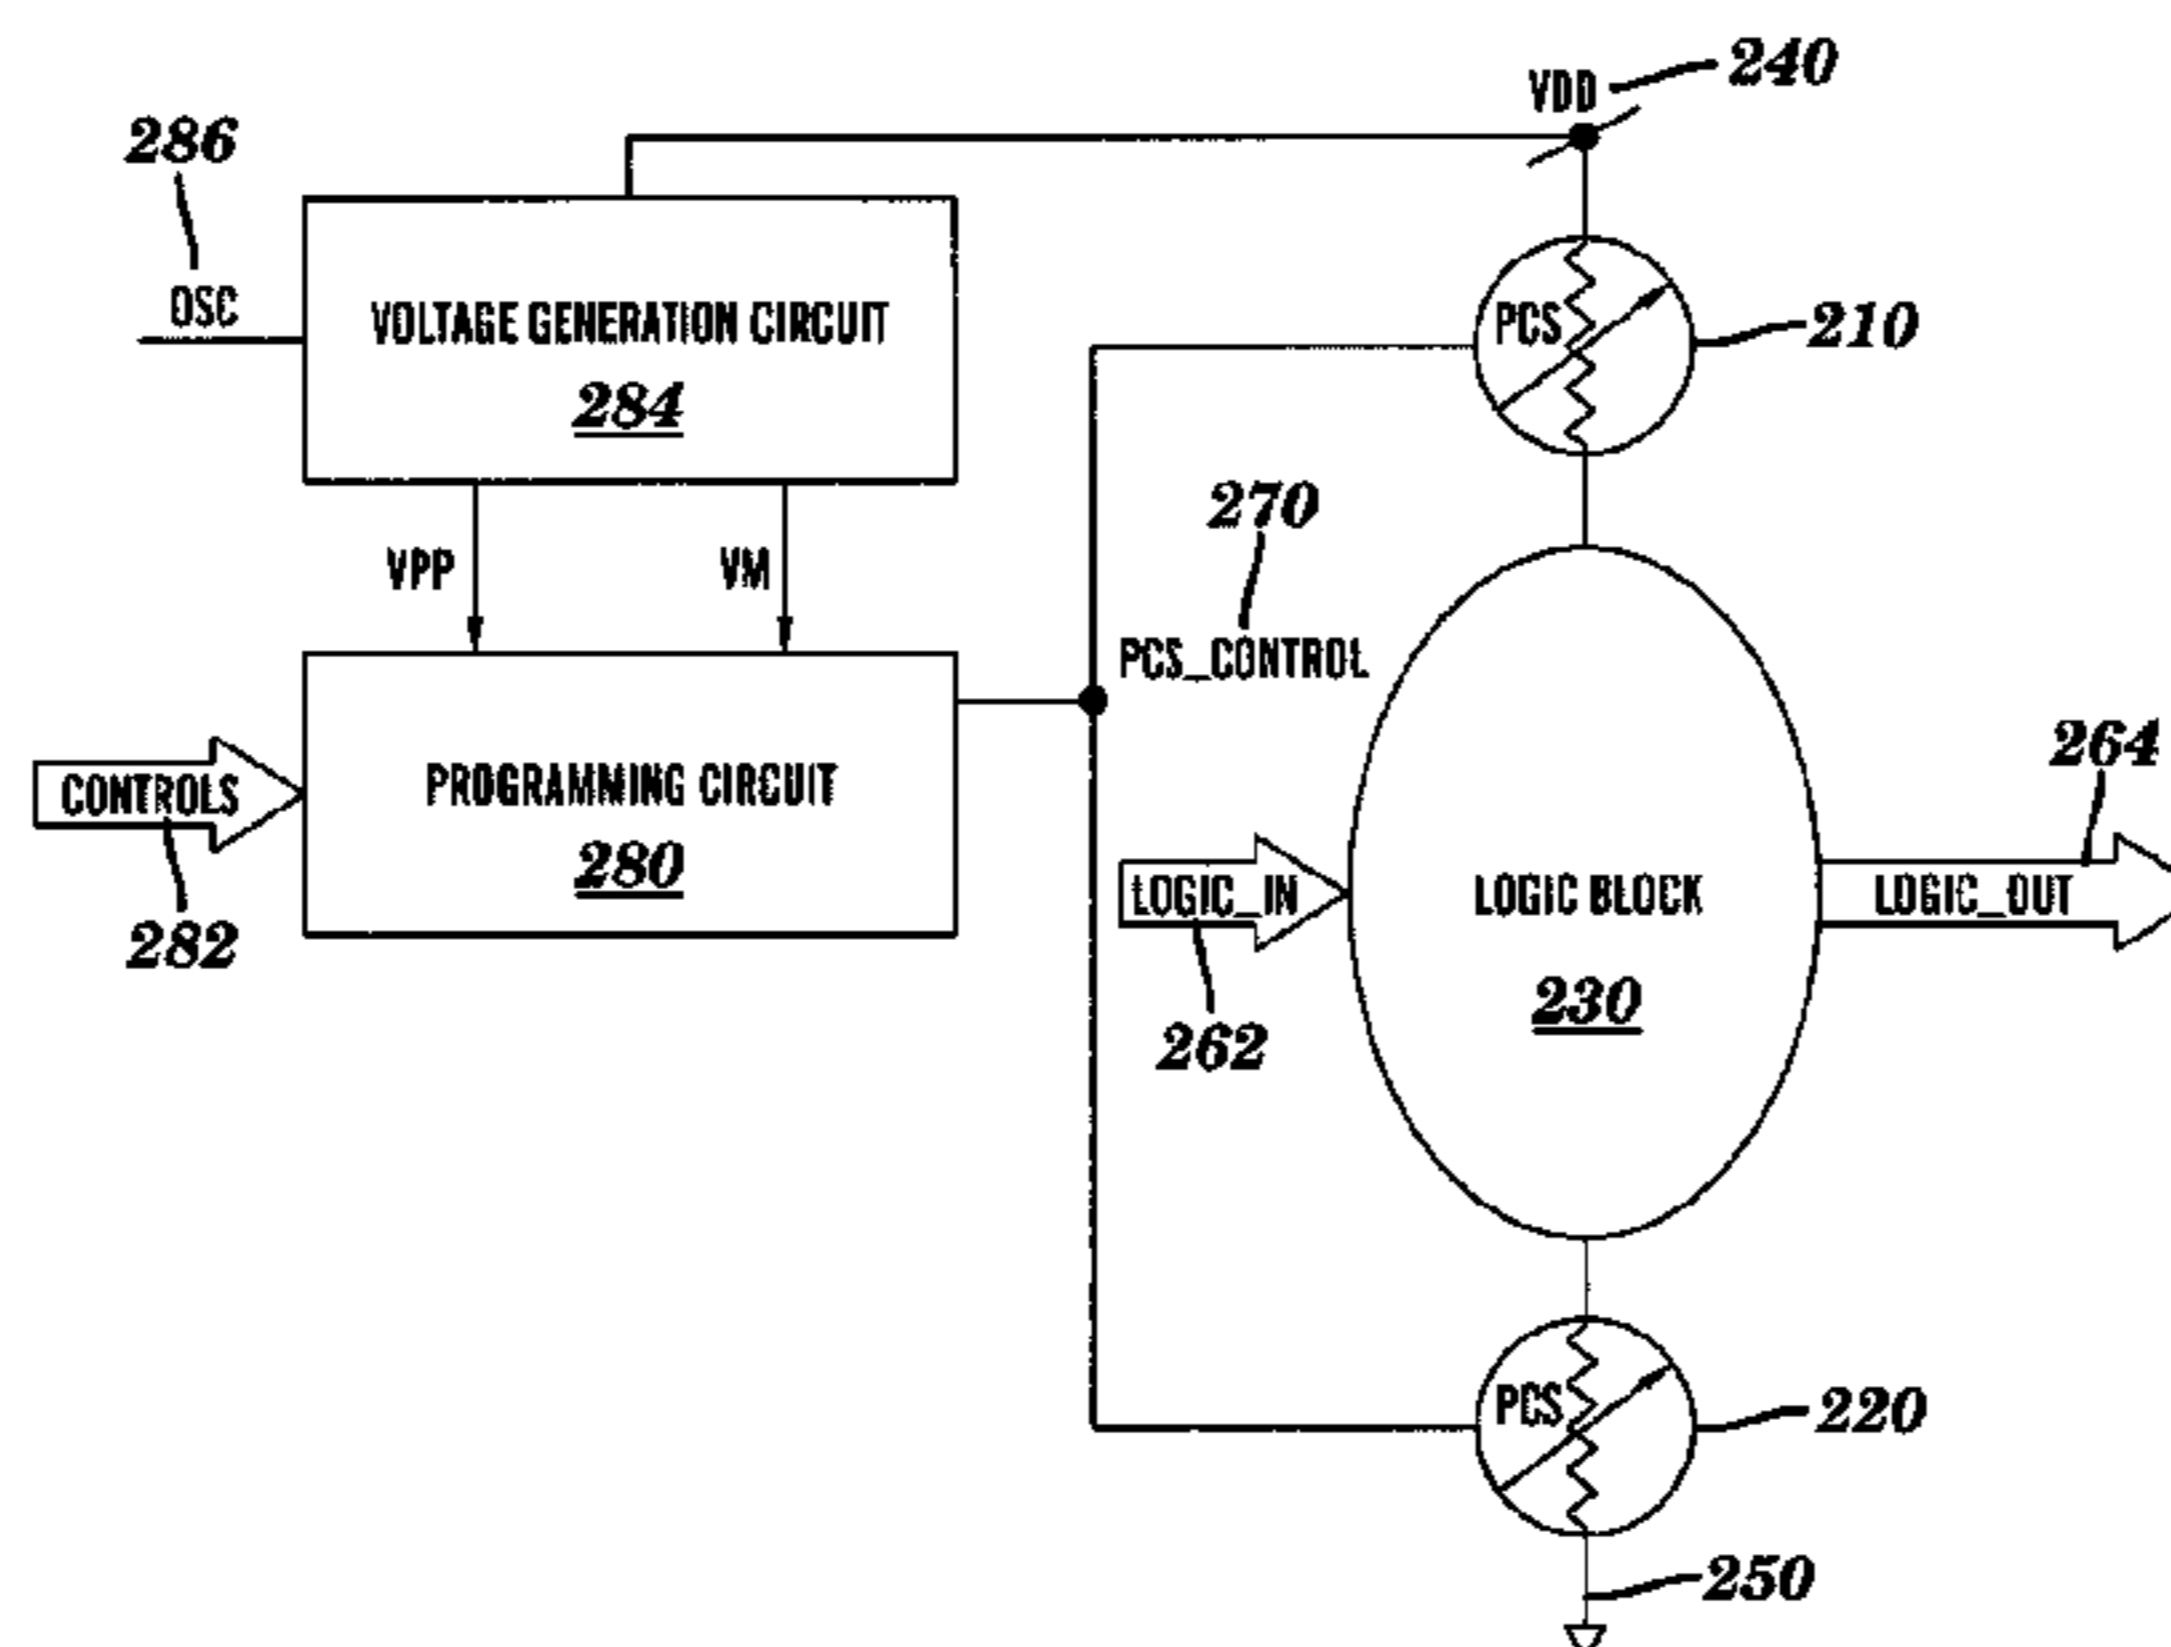 VDD
240
286
OSC
VOLTAGE GENERATION CIRCUIT
284
PCS
210
270
VPP
VM
PCS_CONTROL
CONTROLS
282
PROGRAMMING CIRCUIT
280
LOGIC_IN
262
LOGIC BLOCK
230
264
LOGIC_OUT
PCS
220
250